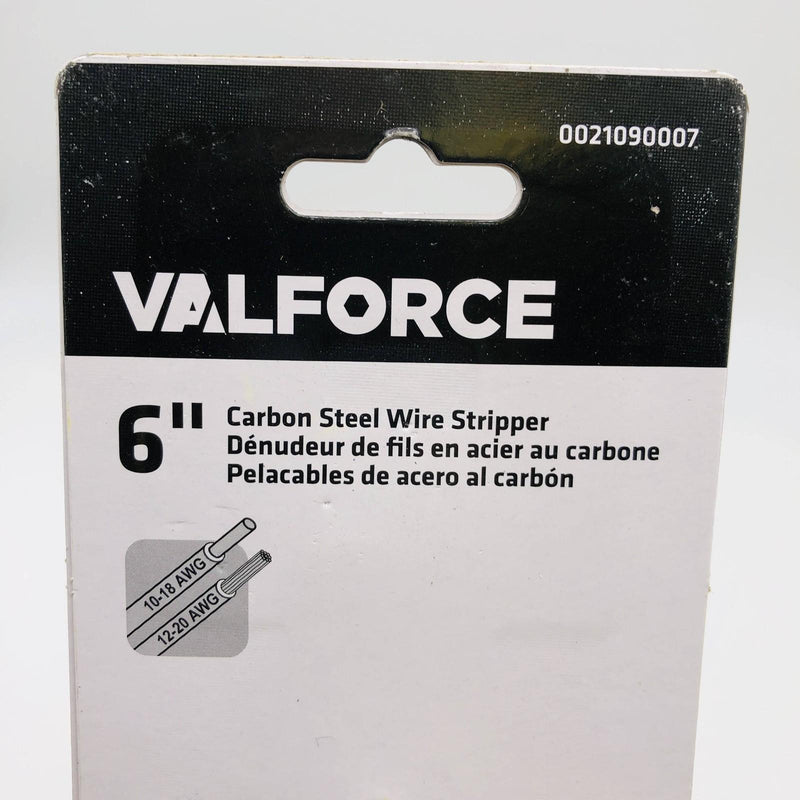 0021090007
VALFORCE
6" Carbon Steel Wire Stripper
Dénudeur de fils en acier au carbone
Pelacables de acero al carbón
10-18 AWG
12-20 AWG